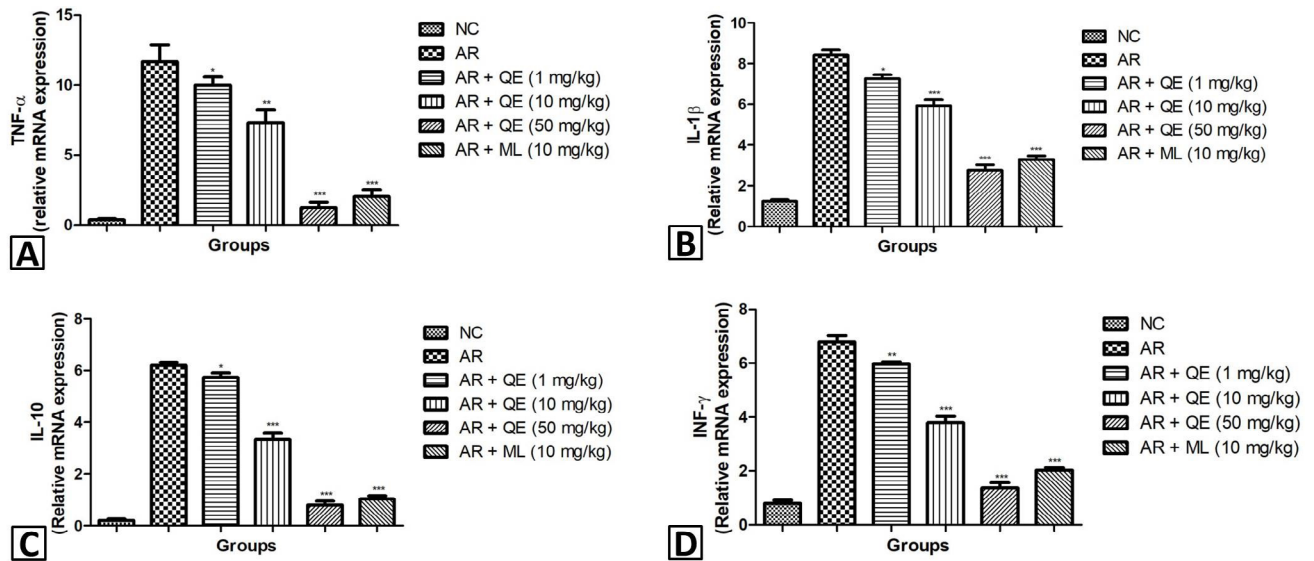 TNF-α
(relative mRNA expression)
15
10
5
0
*
**
***
***
Groups
A
NC
AR
AR + QE (1 mg/kg)
AR + QE (10 mg/kg)
AR + QE (50 mg/kg)
AR + ML (10 mg/kg)
IL-1β
(Relative mRNA expression)
10
8
6
4
2
0
*
***
***
***
Groups
B
NC
AR
AR + QE (1 mg/kg)
AR + QE (10 mg/kg)
AR + QE (50 mg/kg)
AR + ML (10 mg/kg)
IL-10
(Relative mRNA expression)
8
6
4
2
0
*
***
***
***
Groups
C
NC
AR
AR + QE (1 mg/kg)
AR + QE (10 mg/kg)
AR + QE (50 mg/kg)
AR + ML (10 mg/kg)
INF-γ
(Relative mRNA expression)
8
6
4
2
0
**
***
***
***
Groups
D
NC
AR
AR + QE (1 mg/kg)
AR + QE (10 mg/kg)
AR + QE (50 mg/kg)
AR + ML (10 mg/kg)